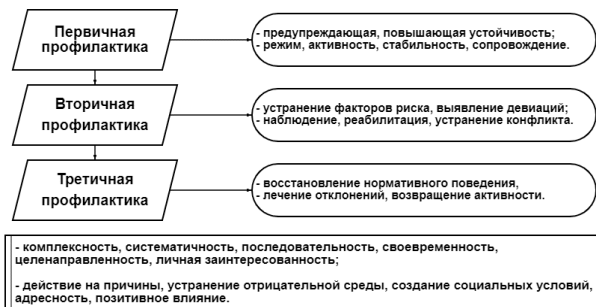 Первичная
профилактика
- предупреждающая, повышающая устойчивость;
- режим, активность, стабильность, сопровождение.
Вторичная
профилактика
- устранение факторов риска, выявление девиаций;
- наблюдение, реабилитация, устранение конфликта.
Третичная
профилактика
- восстановление нормативного поведения,
- лечение отклонений, возвращение активности.
- комплексность, систематичность, последовательность, своевременность,
целенаправленность, личная заинтересованность;
- действие на причины, устранение отрицательной среды, создание социальных условий,
адресность, позитивное влияние.